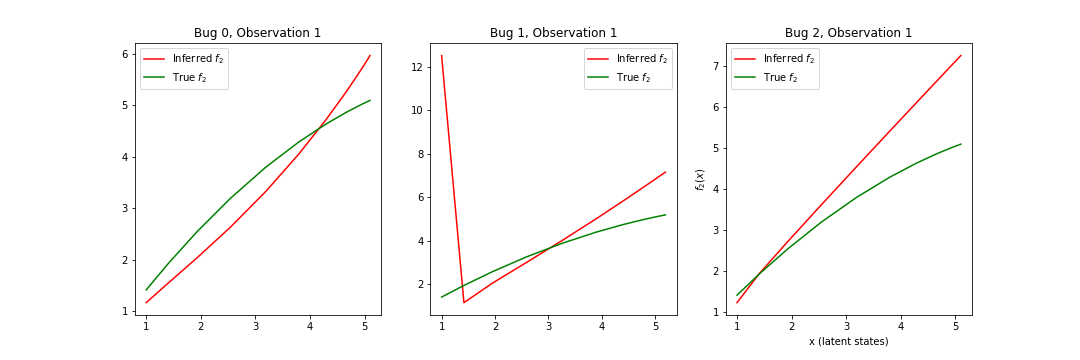 Bug 0, Observation 1
Inferred f₂
True f₂
6
5
4
3
2
1
1 2 3 4 5
Bug 1, Observation 1
Inferred f₂
True f₂
12
10
8
6
4
2
1 2 3 4 5
Bug 2, Observation 1
Inferred f₂
True f₂
f₂(x)
7
6
5
4
3
2
1
1 2 3 4 5
x (latent states)